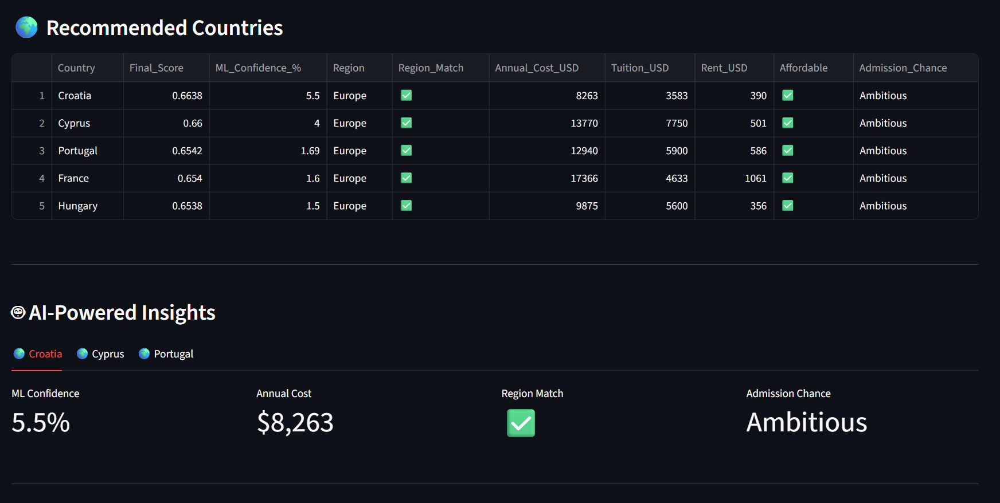 Recommended Countries
Country Final_Score ML_Confidence_% Region Region_Match Annual_Cost_USD Tuition_USD Rent_USD Affordable Admission_Chance
1 Croatia 0.6638 5.5 Europe ✅ 8263 3583 390 ✅ Ambitious
2 Cyprus 0.66 4 Europe ✅ 13770 7750 501 ✅ Ambitious
3 Portugal 0.6542 1.69 Europe ✅ 12940 5900 586 ✅ Ambitious
4 France 0.654 1.6 Europe ✅ 17366 4633 1061 ✅ Ambitious
5 Hungary 0.6538 1.5 Europe ✅ 9875 5600 356 ✅ Ambitious
AI-Powered Insights
Croatia Cyprus Portugal
ML Confidence Annual Cost Region Match Admission Chance
5.5% $8,263 ✅ Ambitious